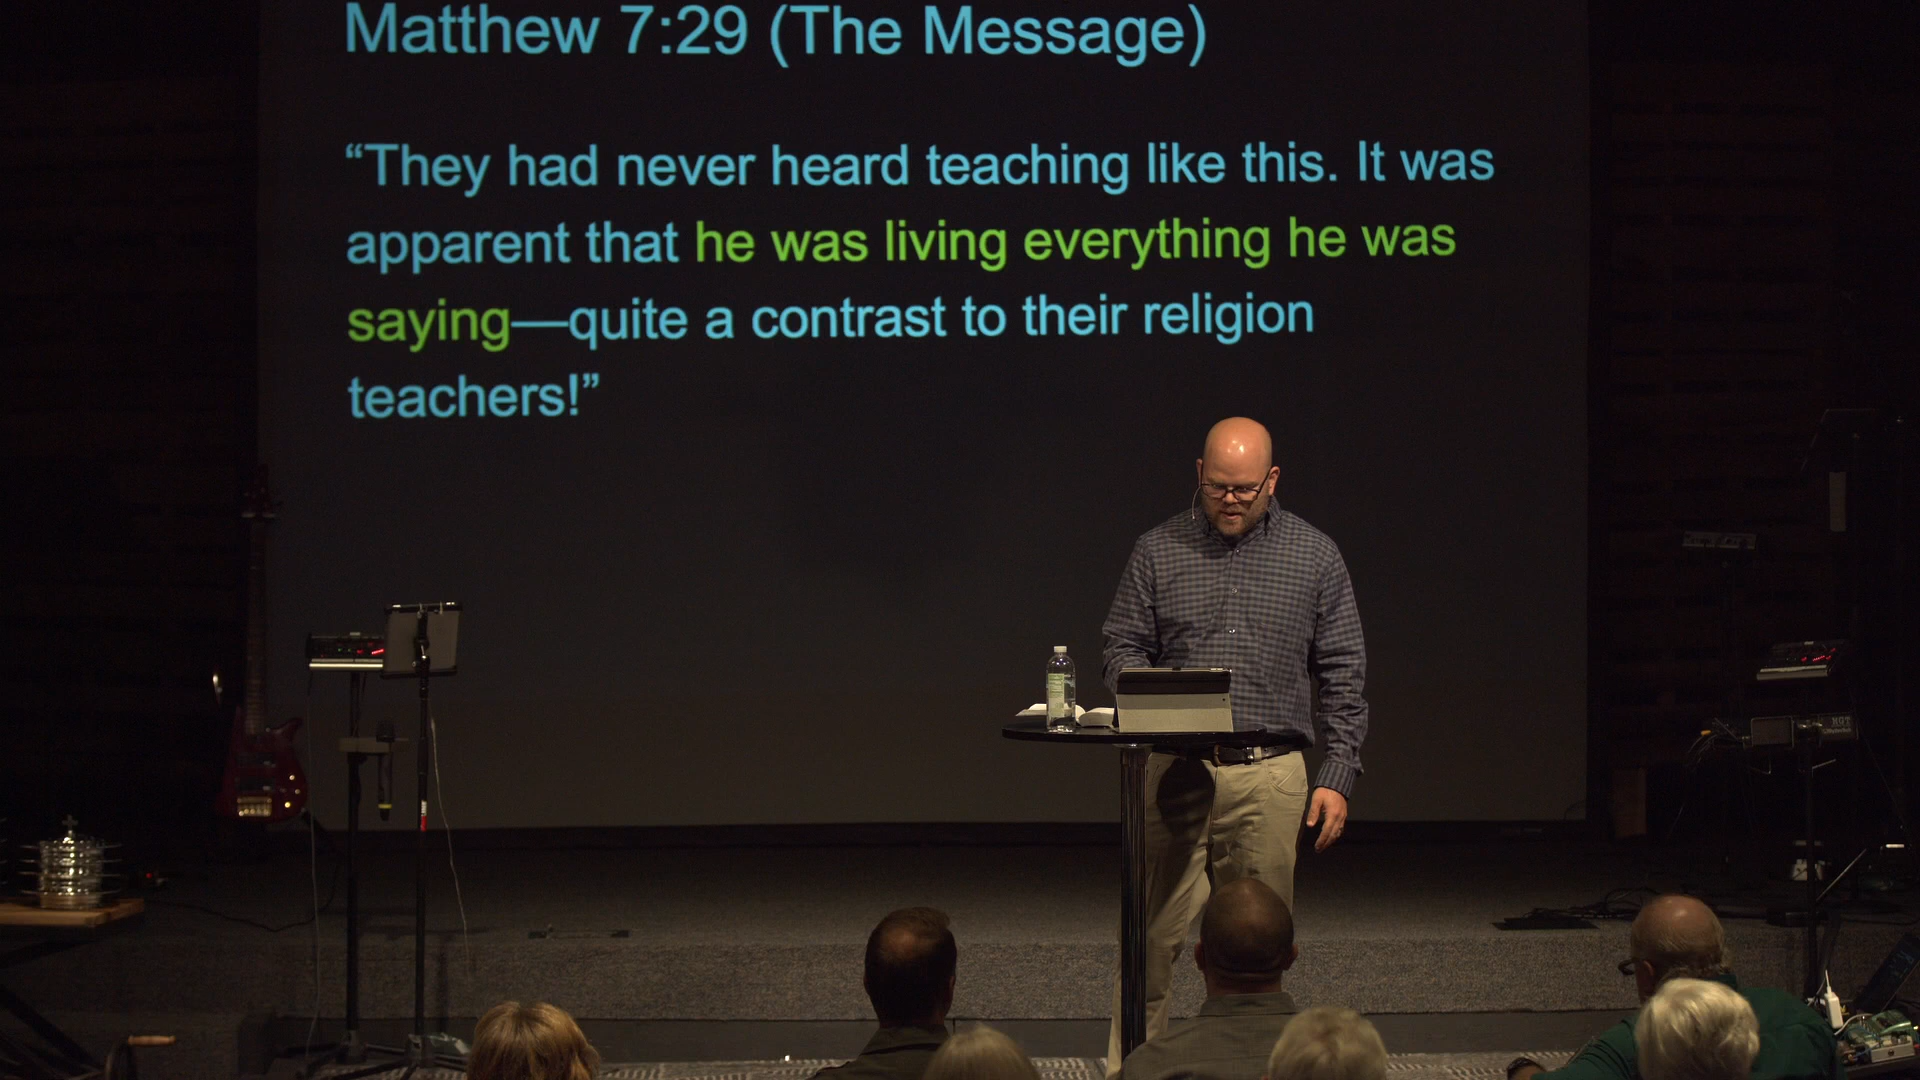 Matthew 7:29 (The Message)
“They had never heard teaching like this. It was
apparent that he was living everything he was
saying—quite a contrast to their religion
teachers!”